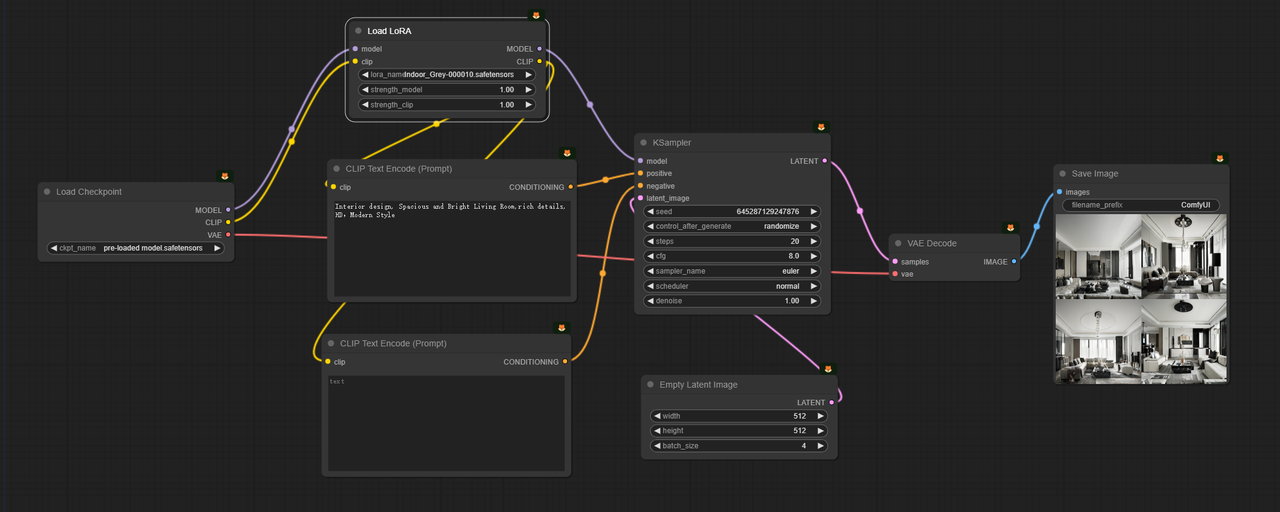 Load LoRA
model MODEL
clip CLIP
lora_name Indoor_Grey-000010.safetensors
strength_model 1.00
strength_clip 1.00
Load Checkpoint
MODEL
CLIP
VAE
ckpt_name pre-loaded model.safetensors
CLIP Text Encode (Prompt)
clip CONDITIONING
Interior design, Spacious and Bright Living Room,rich details,
HD, Modern Style
CLIP Text Encode (Prompt)
clip CONDITIONING
text
KSampler
model LATENT
positive
negative
latent_image
seed 645287129247876
control_after_generate randomize
steps 20
cfg 8.0
sampler_name euler
scheduler normal
denoise 1.00
Empty Latent Image
LATENT
width 512
height 512
batch_size 4
VAE Decode
samples IMAGE
vae
Save Image
images
filename_prefix ComfyUI